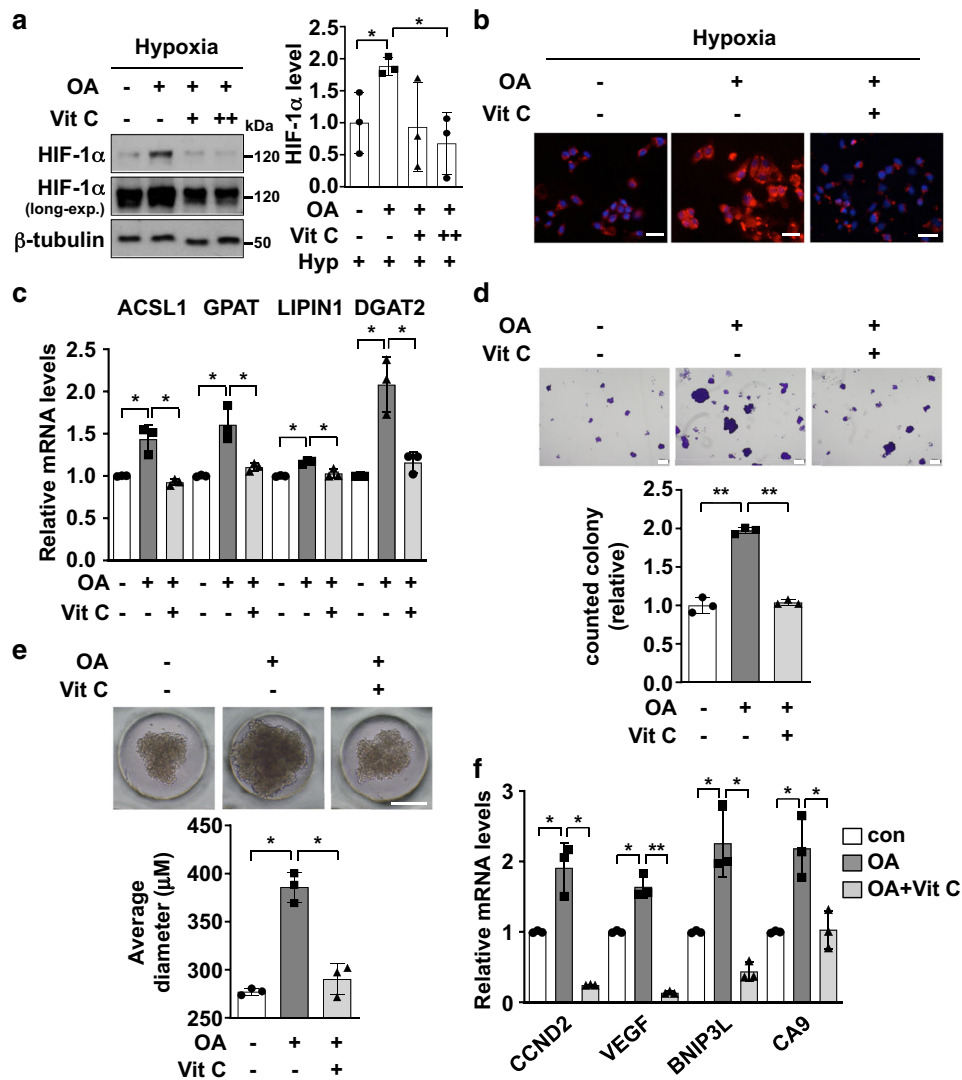 a
Hypoxia
OA - + + +
Vit C - - + ++
kDa
HIF-1α 120
HIF-1α 120
(long-exp.)
β-tubulin 50
HIF-1α level
2.5
2.0
1.5
1.0
0.5
0.0
* *
OA - + + +
Vit C - - + ++
Hyp + + + +
b
Hypoxia
OA - + +
Vit C - - +
c
ACSL1 GPAT LIPIN1 DGAT2
Relative mRNA levels
2.5
2.0
1.5
1.0
0.5
0.0
* * * * * * * *
OA - + + - + + - + + - + +
Vit C - - + - - + - - + - - +
d
OA - + +
Vit C - - +
counted colony
(relative)
2.5
2.0
1.5
1.0
0.5
0.0
** **
OA - + +
Vit C - - +
e
OA - + +
Vit C - - +
Average
diameter (μM)
450
400
350
300
250
* *
OA - + +
Vit C - - +
f
Relative mRNA levels
3
2
1
0
* * * ** * * * *
con
OA
OA+Vit C
CCND2
VEGF
BNIP3L
CA9